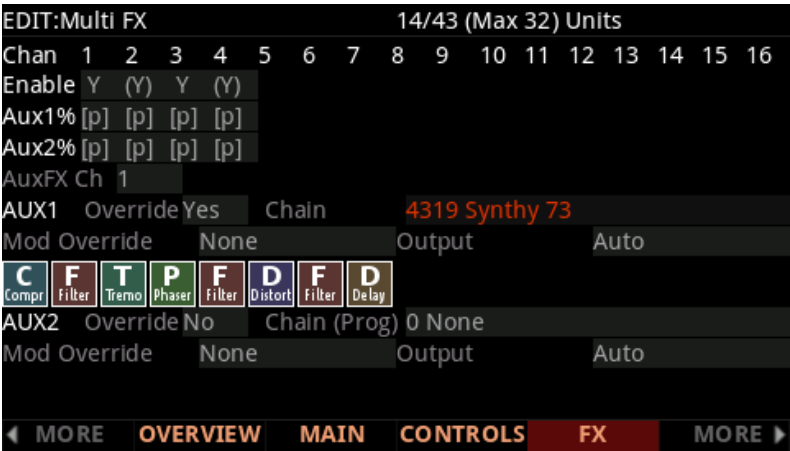 EDIT:Multi FX 14/43 (Max 32) Units
Chan 1 2 3 4 5 6 7 8 9 10 11 12 13 14 15 16
Enable Y (Y) Y (Y)
Aux1% [p] [p] [p] [p]
Aux2% [p] [p] [p] [p]
AuxFX Ch 1
AUX1 Override Yes Chain 4319 Synthy 73
Mod Override None Output Auto
C F T P F D F D
Compr Filter Tremo Phaser Filter Distort Filter Delay
AUX2 Override No Chain (Prog) 0 None
Mod Override None Output Auto
MORE OVERVIEW MAIN CONTROLS FX MORE